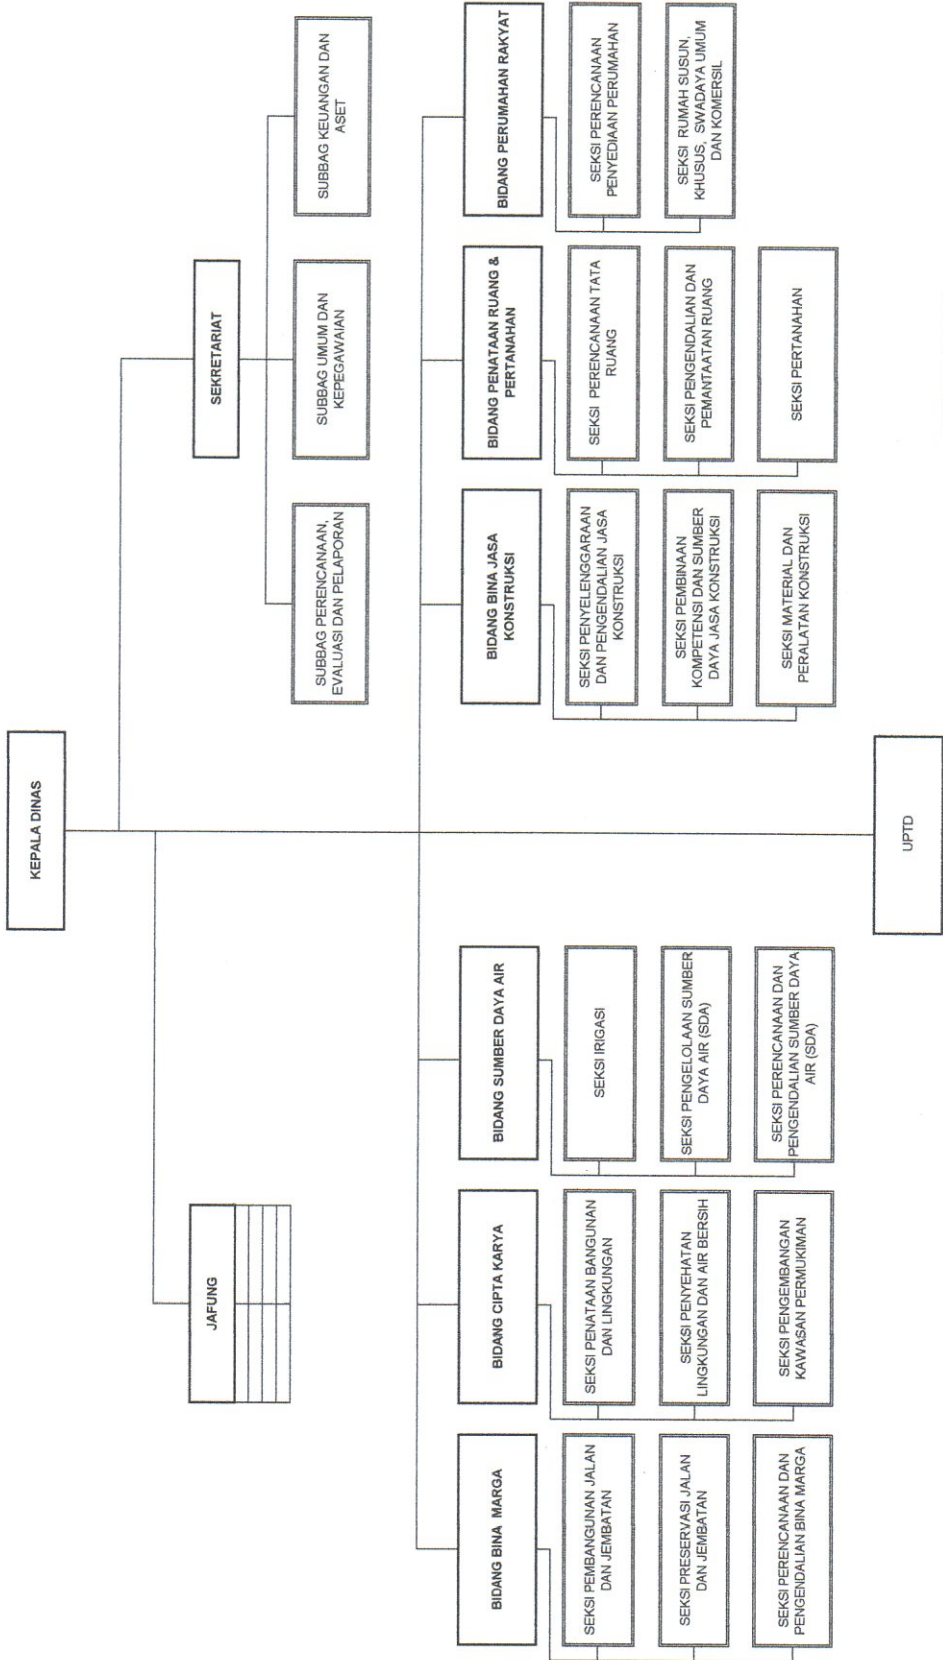 KEPALA DINAS
JAFUNG
SEKRETARIAT
SUBBAG PERENCANAAN,
EVALUASI DAN PELAPORAN
SUBBAG UMUM DAN
KEPEGAWAIAN
SUBBAG KEUANGAN DAN
ASET
BIDANG BINA MARGA
SEKSI PEMBANGUNAN JALAN
DAN JEMBATAN
SEKSI PRESERVASI JALAN
DAN JEMBATAN
SEKSI PERENCANAAN DAN
PENGENDALIAN BINA MARGA
BIDANG CIPTA KARYA
SEKSI PENATAAN BANGUNAN
DAN LINGKUNGAN
SEKSI PENYEHATAN
LINGKUNGAN DAN AIR BERSIH
SEKSI PENGEMBANGAN
KAWASAN PERMUKIMAN
BIDANG SUMBER DAYA AIR
SEKSI IRIGASI
SEKSI PENGELOLAAN SUMBER
DAYA AIR (SDA)
SEKSI PERENCANAAN DAN
PENGENDALIAN SUMBER DAYA
AIR (SDA)
BIDANG BINA JASA
KONSTRUKSI
SEKSI PENYELENGGARAAN
DAN PENGENDALIAN JASA
KONSTRUKSI
SEKSI PEMBINAAN
KOMPETENSI DAN SUMBER
DAYA JASA KONSTRUKSI
SEKSI MATERIAL DAN
PERALATAN KONSTRUKSI
BIDANG PENATAAN RUANG &
PERTANAHAN
SEKSI PERENCANAAN TATA
RUANG
SEKSI PENGENDALIAN DAN
PEMANTAATAN RUANG
SEKSI PERTANAHAN
BIDANG PERUMAHAN RAKYAT
SEKSI PERENCANAAN
PENYEDIAAN PERUMAHAN
SEKSI RUMAH SUSUN,
KHUSUS, SWADAYA UMUM
DAN KOMERSIL
UPTD